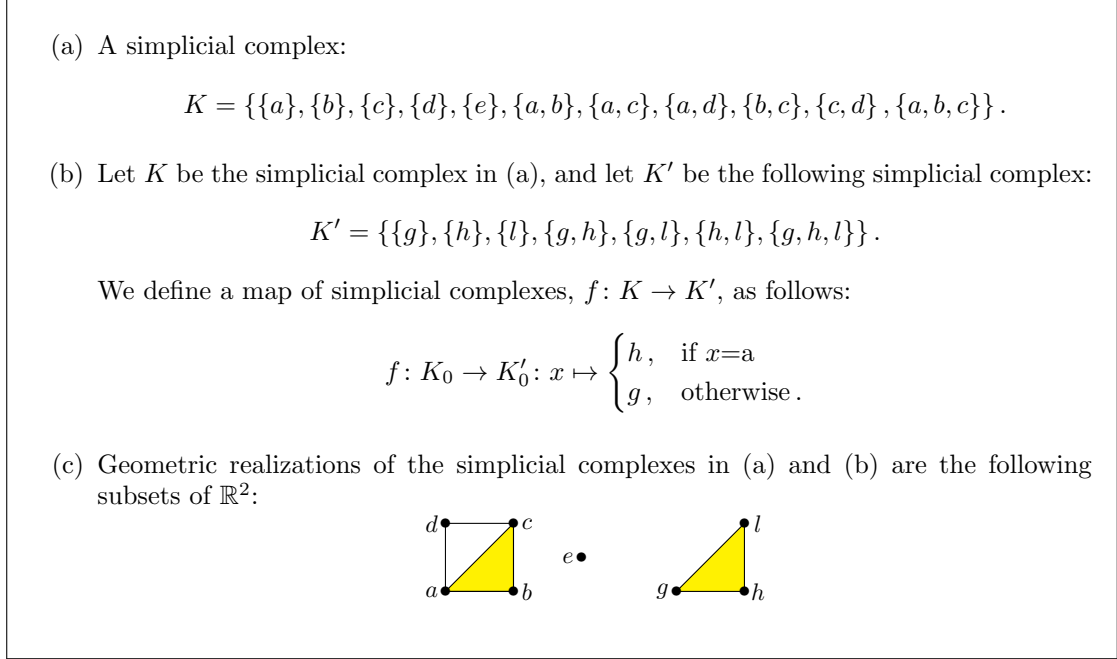 (a) A simplicial complex:
K = {{a}, {b}, {c}, {d}, {e}, {a, b}, {a, c}, {a, d}, {b, c}, {c, d} , {a, b, c}} .
(b) Let K be the simplicial complex in (a), and let K′ be the following simplicial complex:
K′ = {{g}, {h}, {l}, {g, h}, {g, l}, {h, l}, {g, h, l}} .
We define a map of simplicial complexes, f : K → K′, as follows:
f : K₀ → K′₀ : x ↦ { h , if x=a
g , otherwise .
(c) Geometric realizations of the simplicial complexes in (a) and (b) are the following
subsets of ℝ²:
d c l
e
a b g h